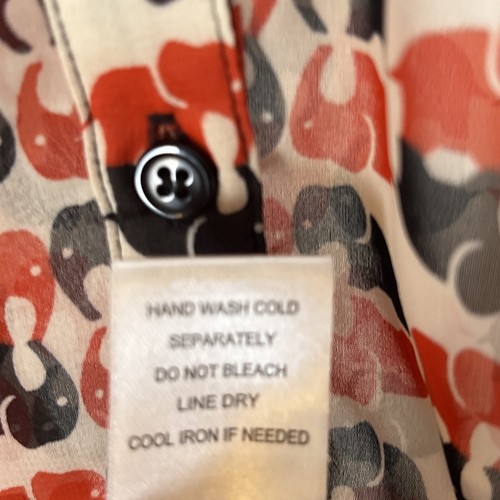 HAND WASH COLD
SEPARATELY
DO NOT BLEACH
LINE DRY
COOL IRON IF NEEDED